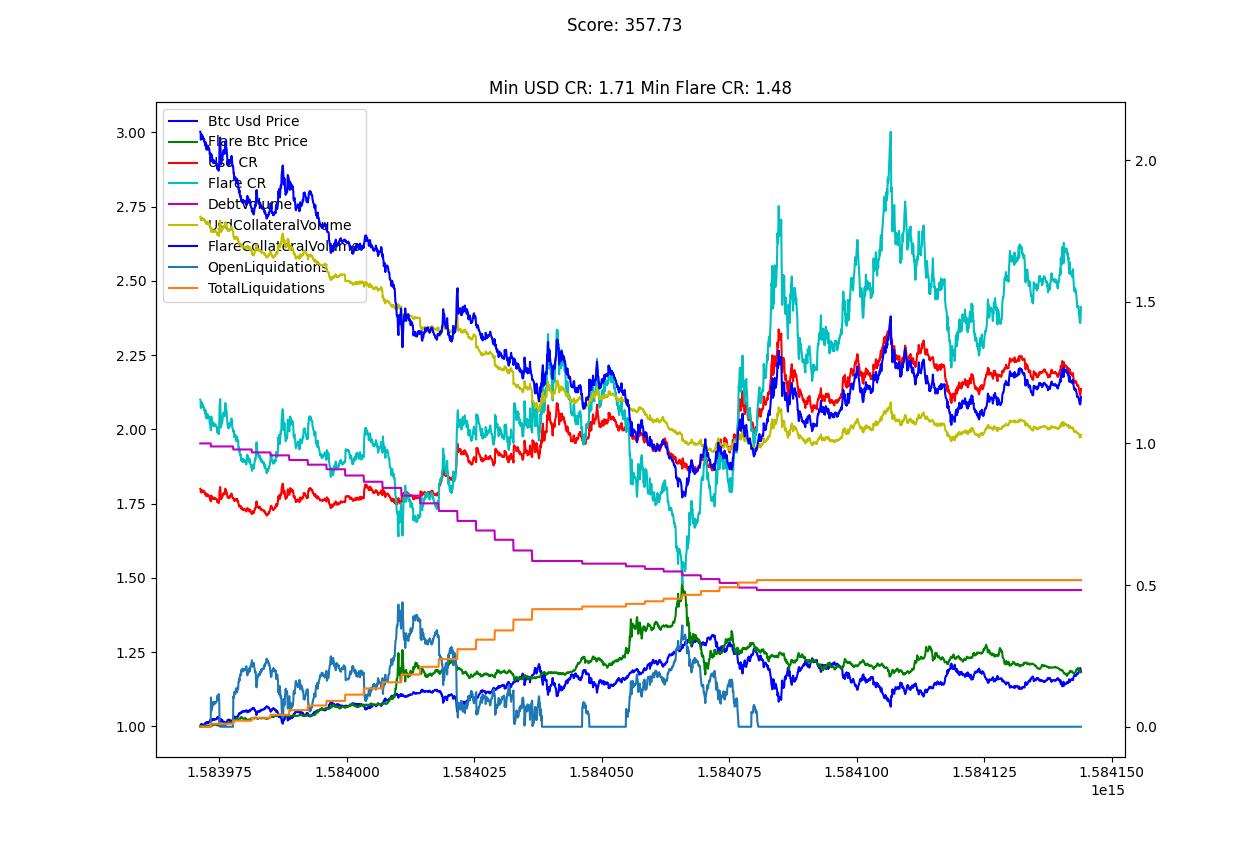 Score: 357.73
Min USD CR: 1.71 Min Flare CR: 1.48
Btc Usd Price
Flare Btc Price
Usd CR
Flare CR
DebtVolume
UsdCollateralVolume
FlareCollateralVolume
OpenLiquidations
TotalLiquidations
3.00
2.75
2.50
2.25
2.00
1.75
1.50
1.25
1.00
2.0
1.5
1.0
0.5
0.0
1.583975 1.584000 1.584025 1.584050 1.584075 1.584100 1.584125 1.584150
1e15